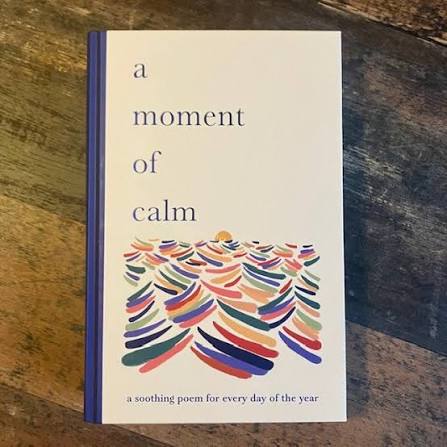 a
moment
of
calm
a soothing poem for every day of the year